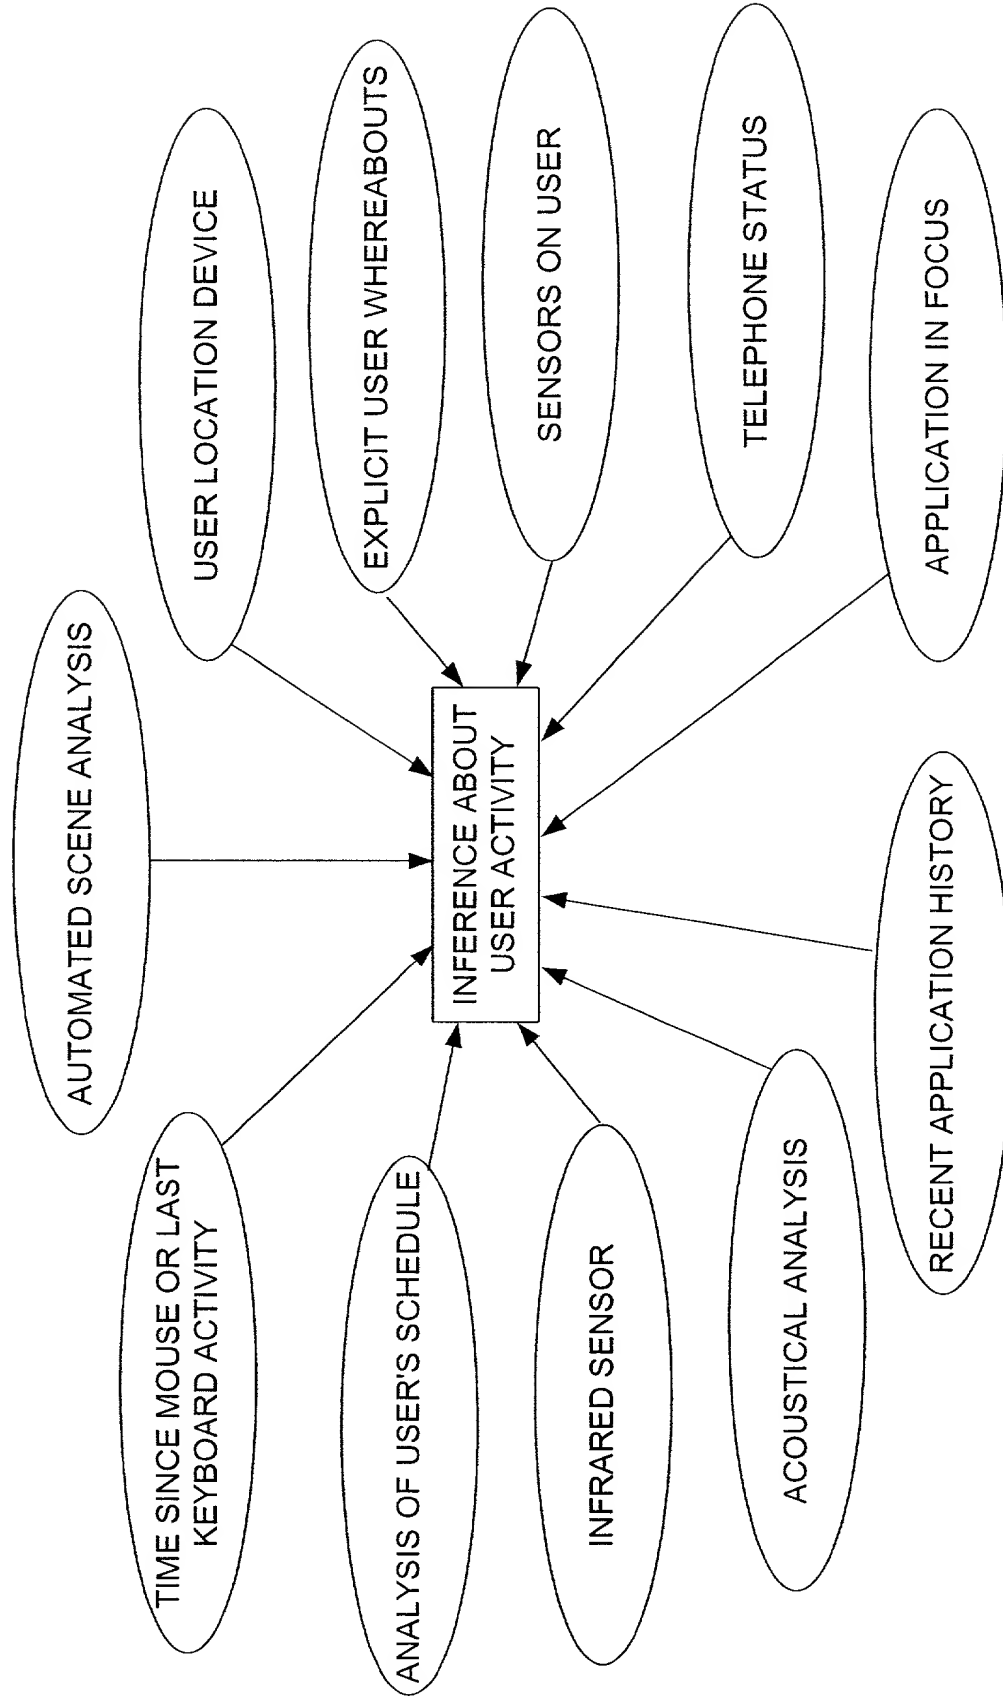 AUTOMATED SCENE ANALYSIS
TIME SINCE MOUSE OR LAST
KEYBOARD ACTIVITY
USER LOCATION DEVICE
ANALYSIS OF USER'S SCHEDULE
EXPLICIT USER WHEREABOUTS
INFERENCE ABOUT
USER ACTIVITY
INFRARED SENSOR
SENSORS ON USER
ACOUSTICAL ANALYSIS
TELEPHONE STATUS
RECENT APPLICATION HISTORY
APPLICATION IN FOCUS